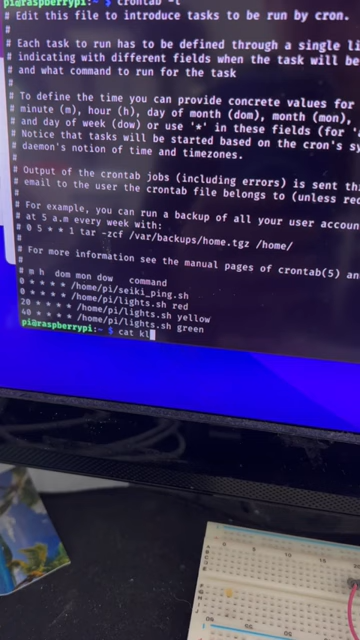 pi@raspberrypi:~ $ crontab -l
# Edit this file to introduce tasks to be run by cron.
#
# Each task to run has to be defined through a single li
# indicating with different fields when the task will be
# and what command to run for the task
#
# To define the time you can provide concrete values for
# minute (m), hour (h), day of month (dom), month (mon),
# and day of week (dow) or use '*' in these fields (for '
# Notice that tasks will be started based on the cron's sy
# daemon's notion of time and timezones.
#
# Output of the crontab jobs (including errors) is sent th
# email to the user the crontab file belongs to (unless red
#
# For example, you can run a backup of all your user accoun
# at 5 a.m every week with:
# 0 5 * * 1 tar -zcf /var/backups/home.tgz /home/
#
# For more information see the manual pages of crontab(5) an
#
# m h  dom mon dow   command
0 * * * * /home/pi/seiki_ping.sh
0 * * * * /home/pi/lights.sh red
20 * * * * /home/pi/lights.sh yellow
40 * * * * /home/pi/lights.sh green
pi@raspberrypi:~ $ cat kl